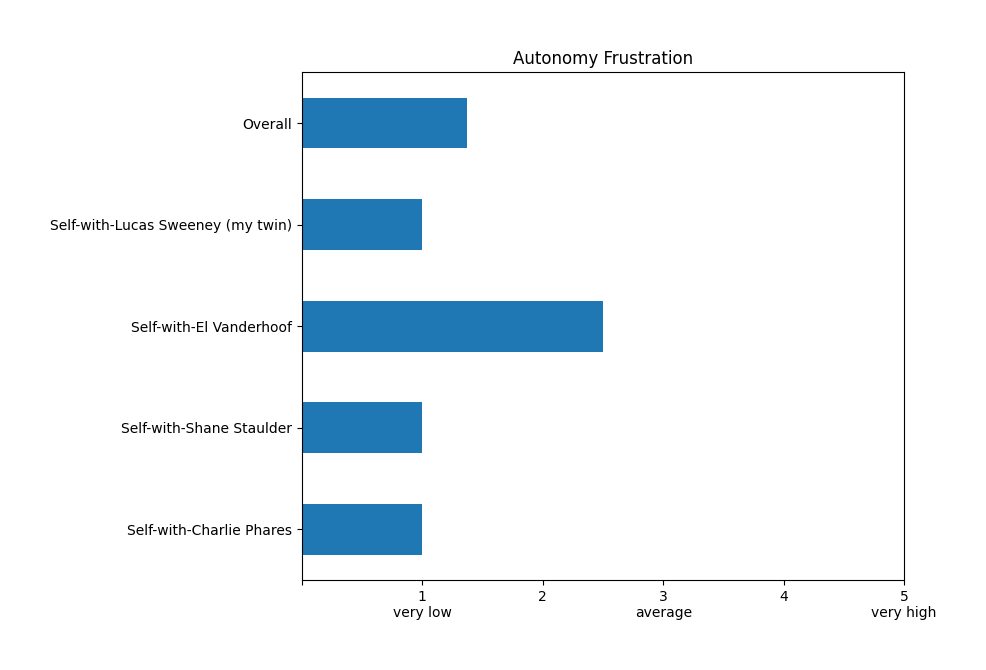 Autonomy Frustration
Overall
Self-with-Lucas Sweeney (my twin)
Self-with-El Vanderhoof
Self-with-Shane Staulder
Self-with-Charlie Phares
1 2 3 4 5
very low average very high